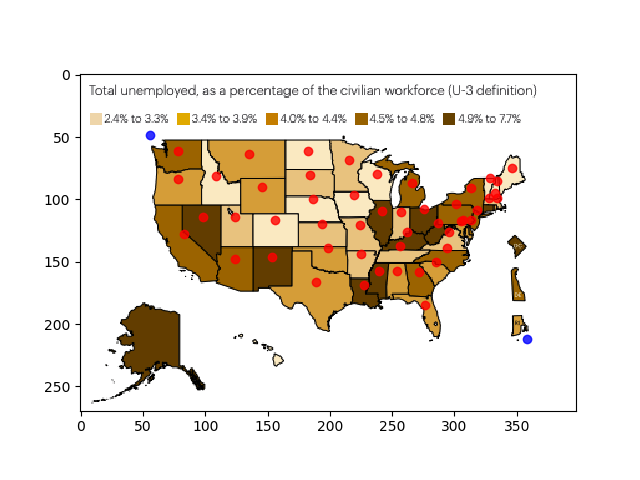 Total unemployed, as a percentage of the civilian workforce (U-3 definition)
2.4% to 3.3% 3.4% to 3.9% 4.0% to 4.4% 4.5% to 4.8% 4.9% to 7.7%
0
50
100
150
200
250
0 50 100 150 200 250 300 350